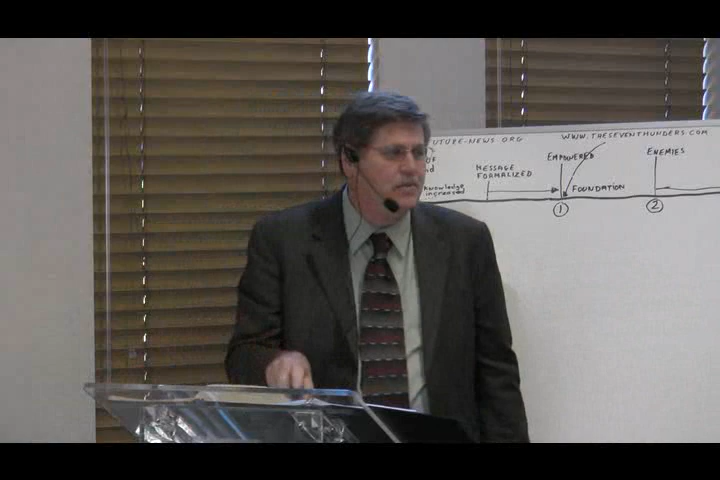 UTURE-NEWS.ORG
WWW.THESEVENTHUNDERS.COM
MESSAGE
FORMALIZED
EMPOWERED
ENEMIES
knowledge
increased
FOUNDATION
1
2